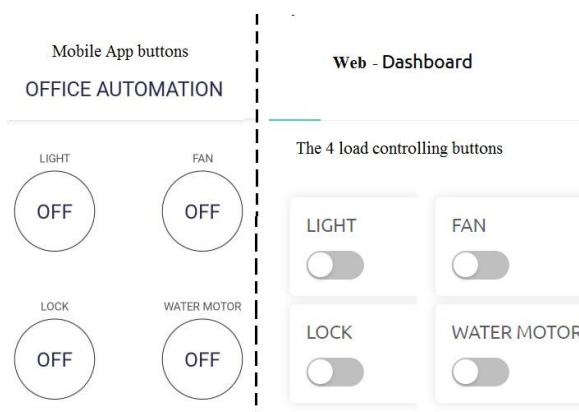 Mobile App buttons
OFFICE AUTOMATION
LIGHT
FAN
OFF
OFF
LOCK
WATER MOTOR
OFF
OFF
Web - Dashboard
The 4 load controlling buttons
LIGHT
FAN
LOCK
WATER MOTOR